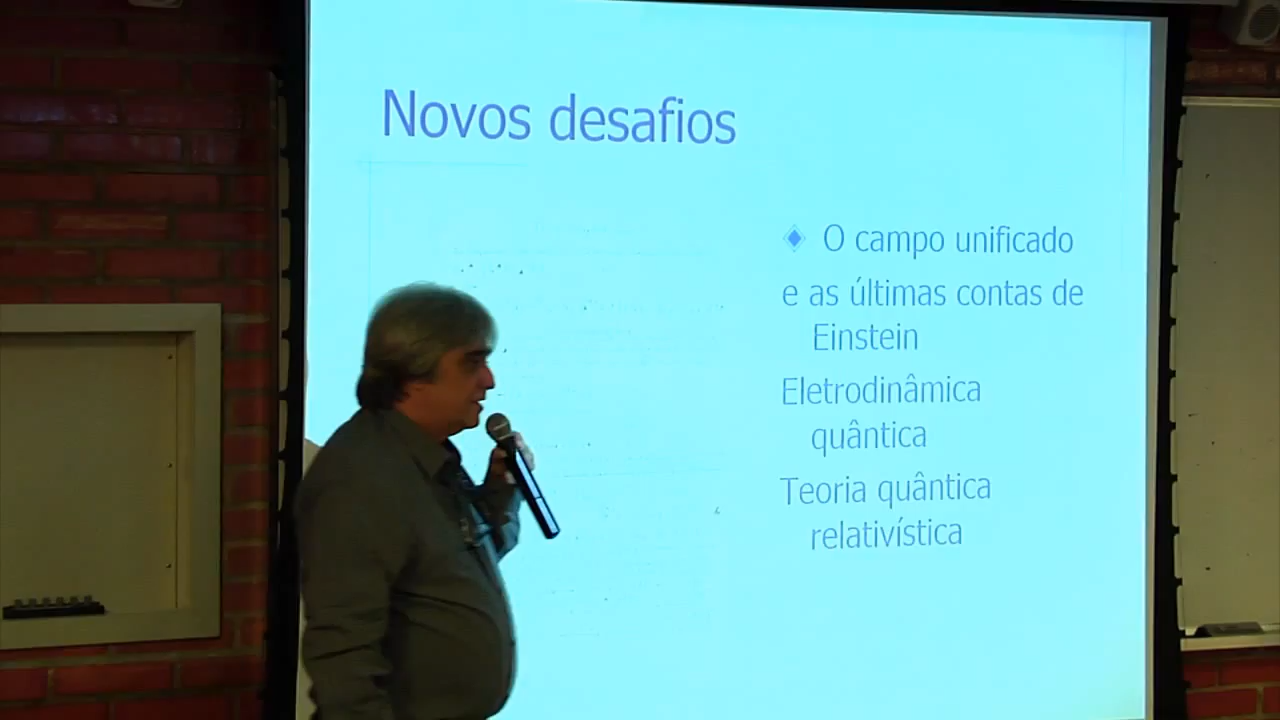 Novos desafios
O campo unificado
e as últimas contas de
Einstein
Eletrodinâmica
quântica
Teoria quântica
relativística